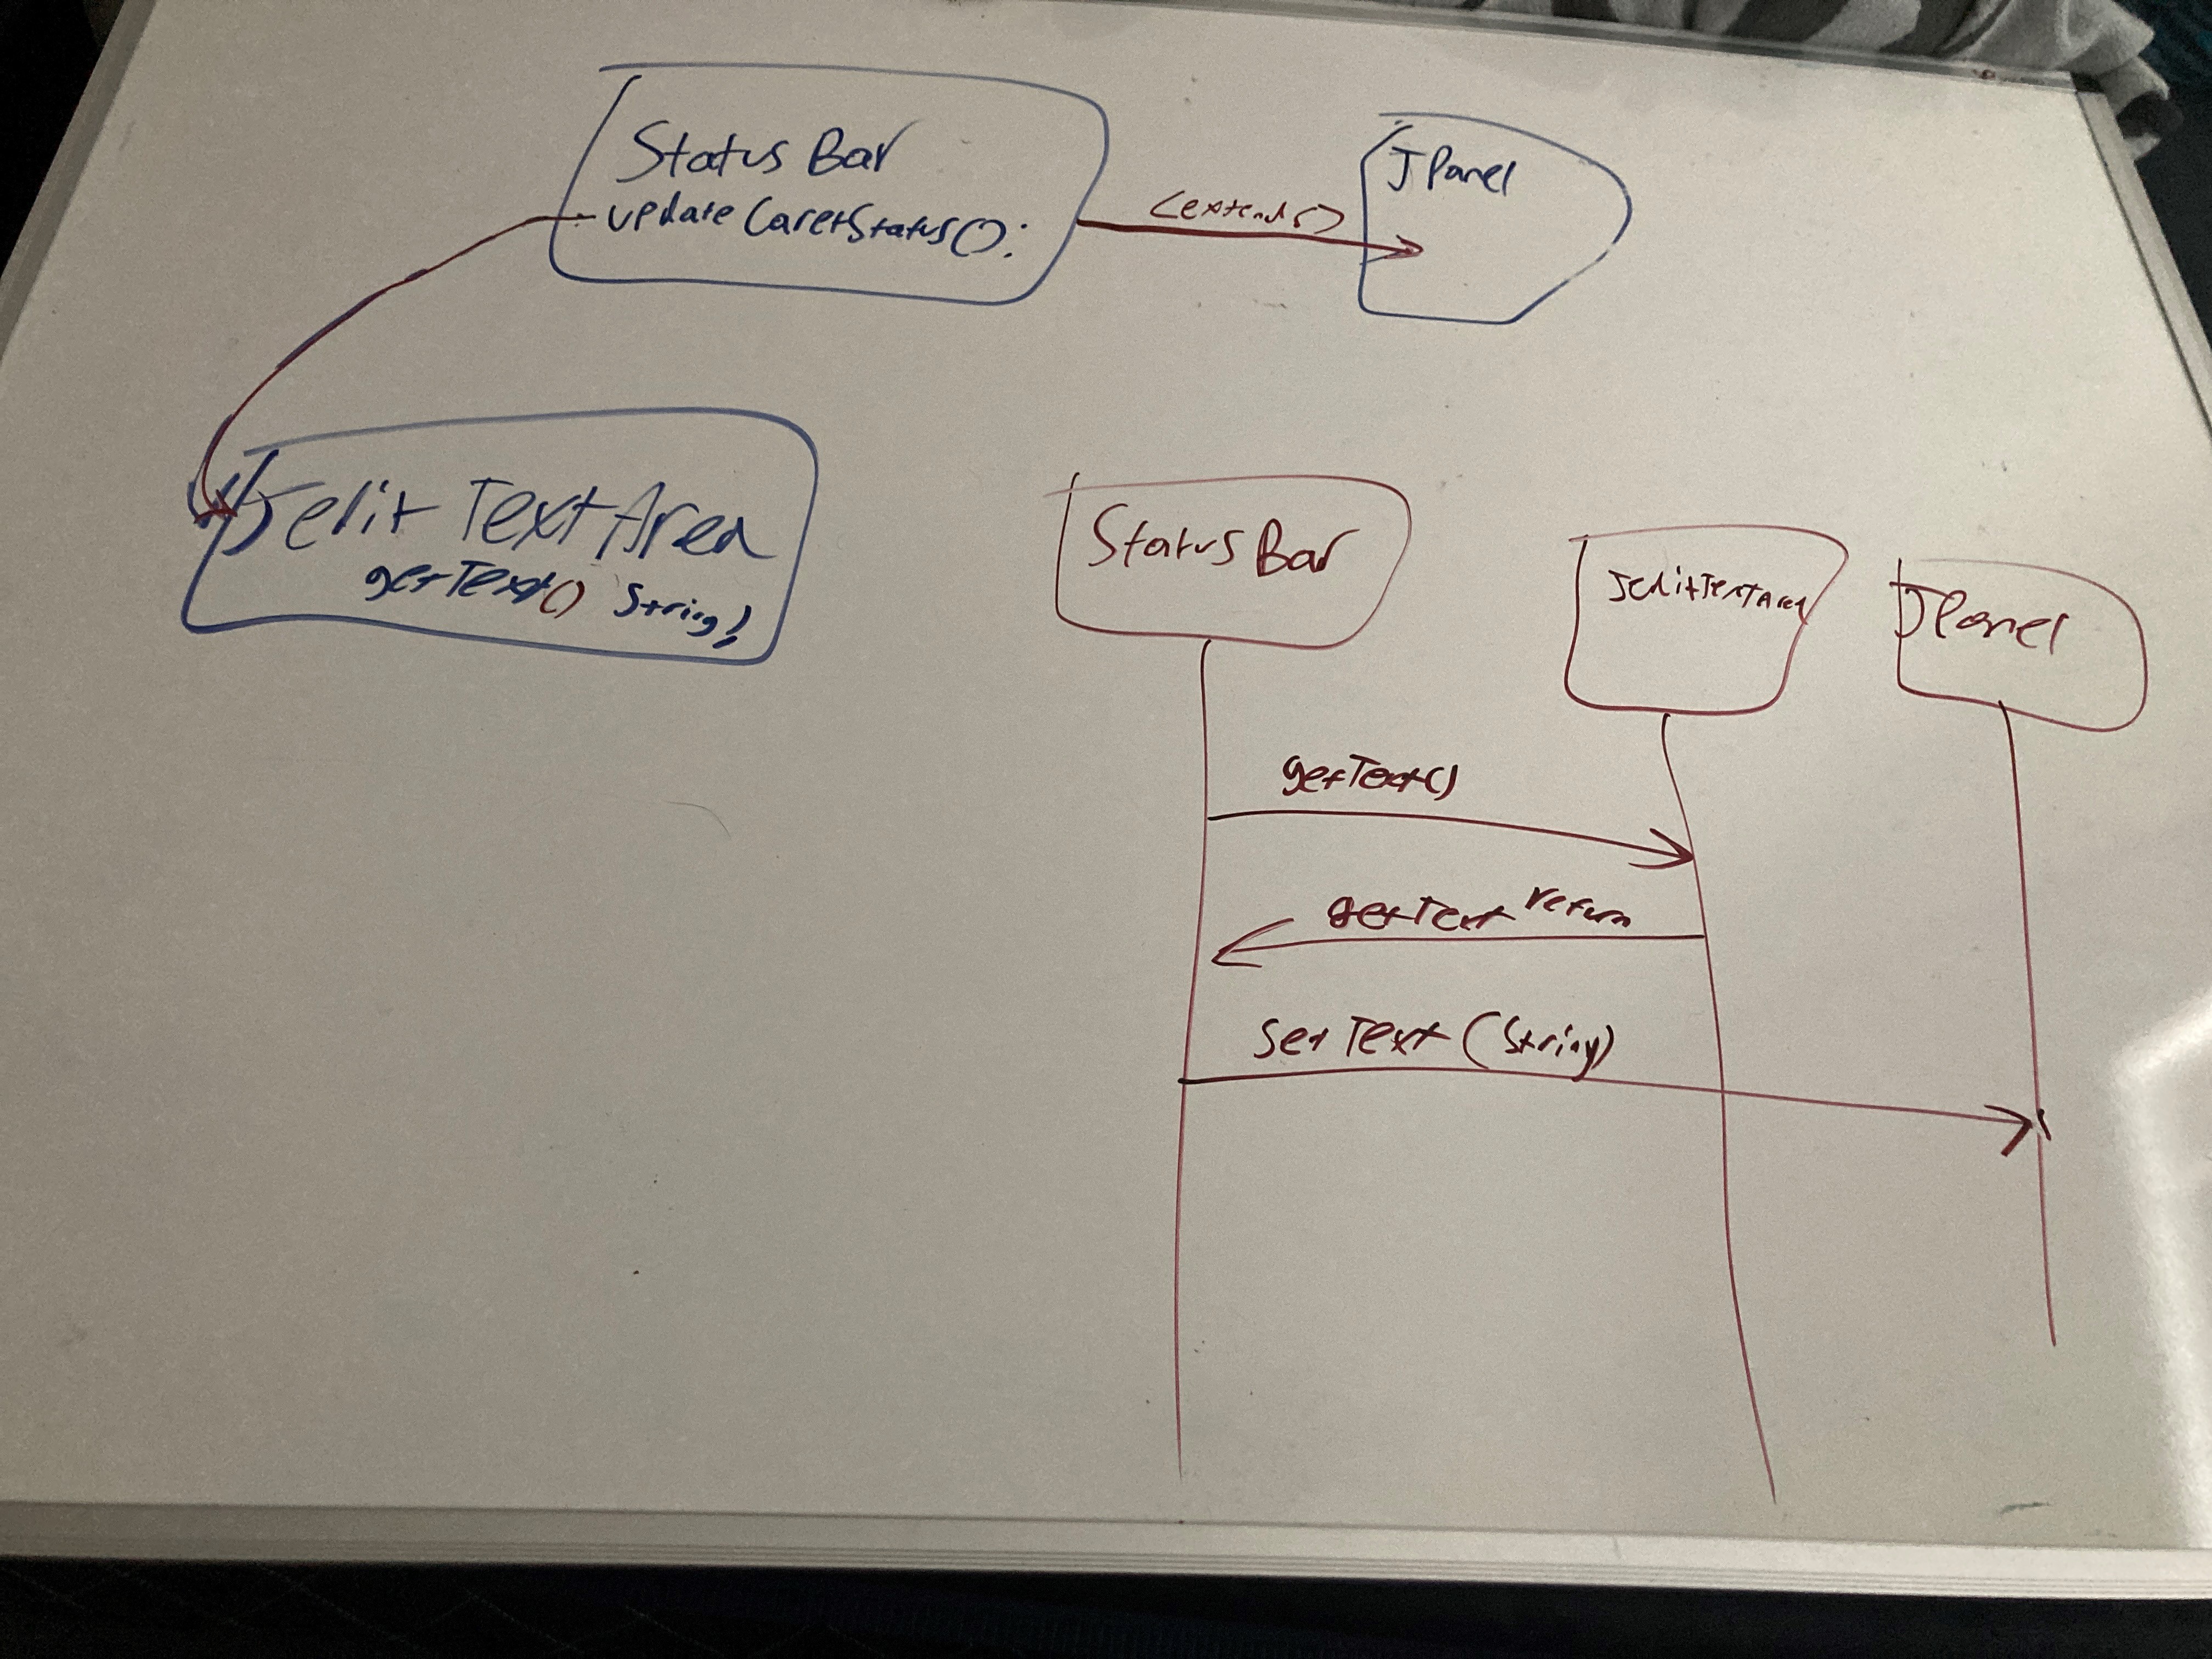 Status Bar
updateCaretStatus():
<extends>
JPanel
Jedit TextArea
getText() String;
Status Bar
JeditTextArea
JPanel
getText()
getText return
Set Text (String)